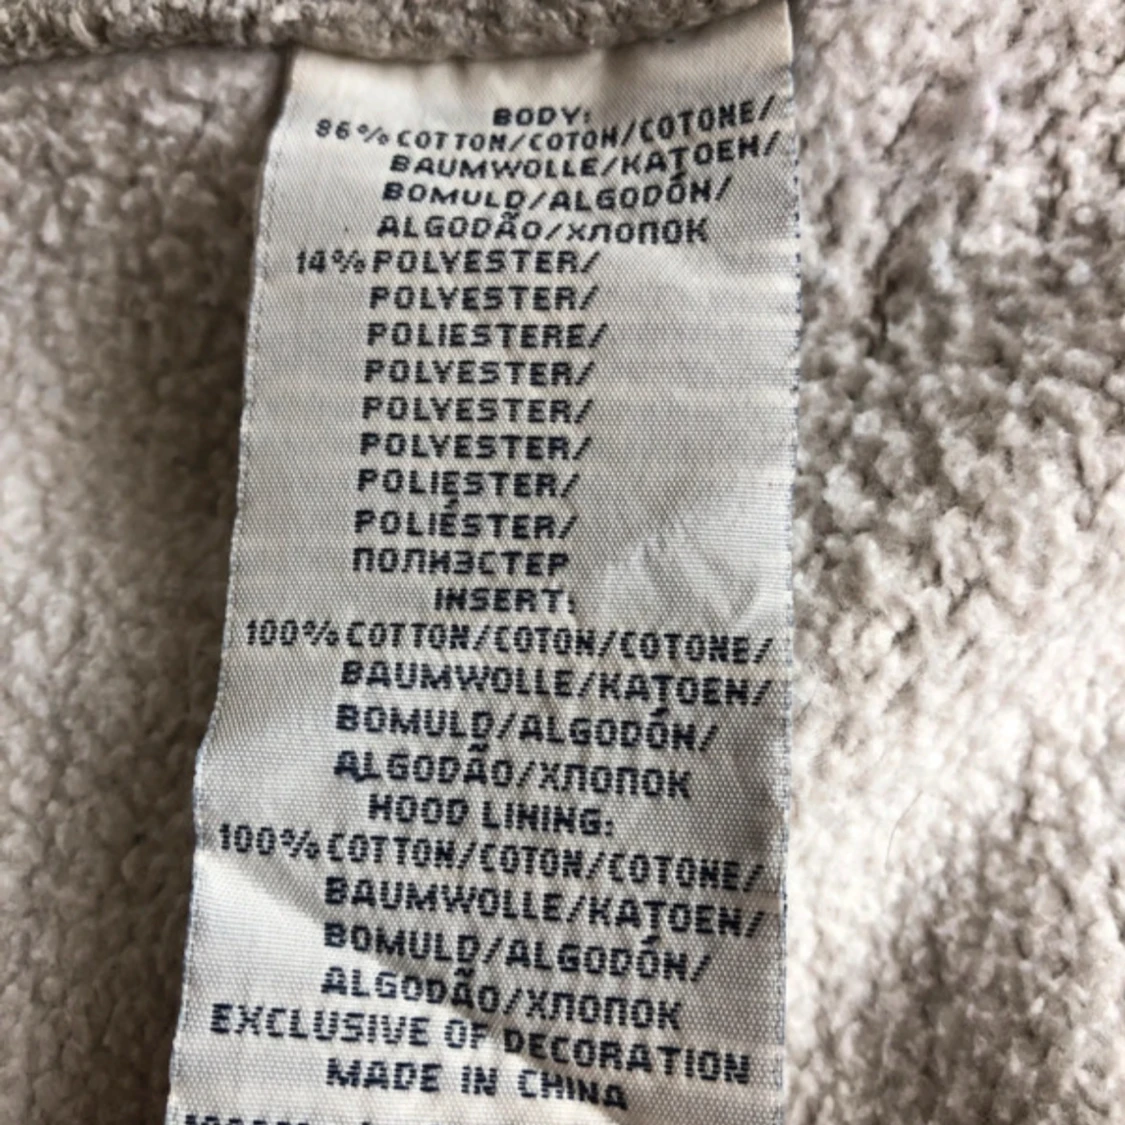 BODY:
86% COTTON/COTON/COTONE/
BAUMWOLLE/KATOEN/
BOMULD/ALGODÓN/
ALGODÃO/ХЛОПОК
14% POLYESTER/
POLYESTER/
POLIESTERE/
POLYESTER/
POLYESTER/
POLYESTER/
POLIESTER/
POLIÉSTER/
ПОЛИЭСТЕР
INSERT:
100% COTTON/COTON/COTONE/
BAUMWOLLE/KATOEN/
BOMULD/ALGODÓN/
ALGODÃO/ХЛОПОК
HOOD LINING:
100% COTTON/COTON/COTONE/
BAUMWOLLE/KATOEN/
BOMULD/ALGODÓN/
ALGODÃO/ХЛОПОК
EXCLUSIVE OF DECORATION
MADE IN CHINA